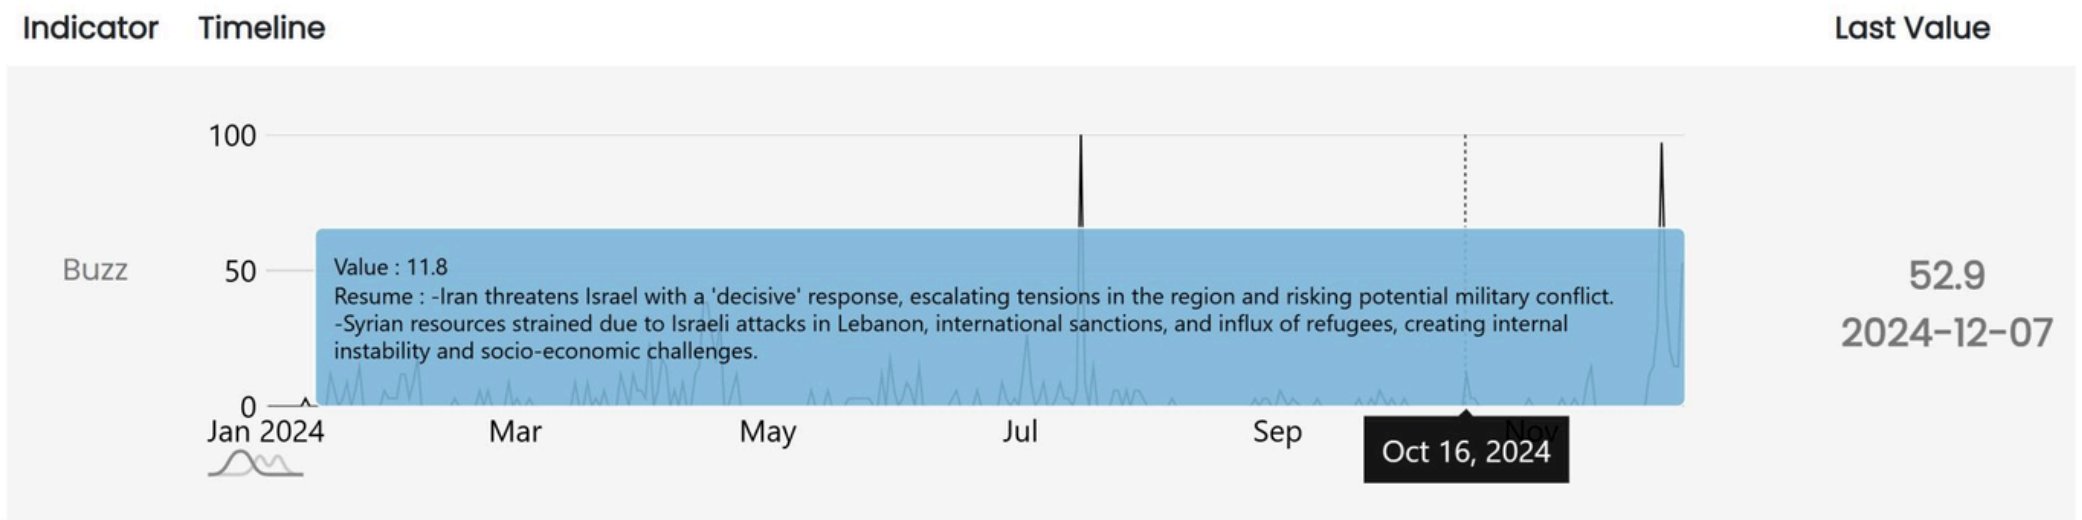 Indicator Timeline Last Value
100
Buzz
50
0
Value : 11.8
Resume : -Iran threatens Israel with a 'decisive' response, escalating tensions in the region and risking potential military conflict.
-Syrian resources strained due to Israeli attacks in Lebanon, international sanctions, and influx of refugees, creating internal
instability and socio-economic challenges.
52.9
2024-12-07
Jan 2024 Mar May Jul Sep Nov
Oct 16, 2024